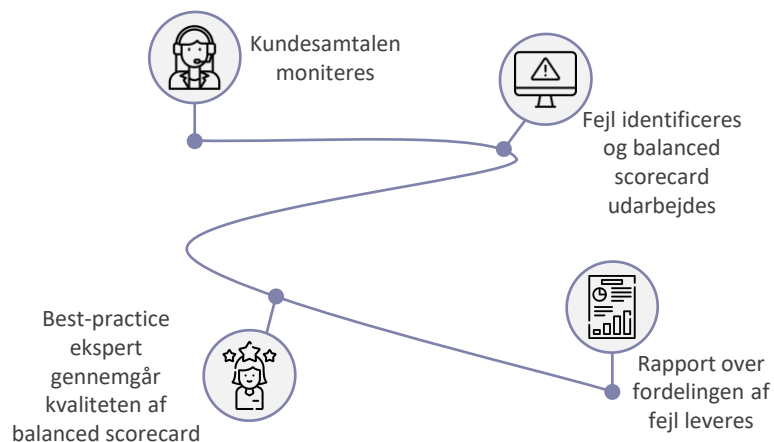 Kundesamtalen
moniteres
Fejl identificeres
og balanced
scorecard
udarbejdes
Best-practice
ekspert
gennemgår
kvaliteten af
balanced scorecard
Rapport over
fordelingen af
fejl leveres